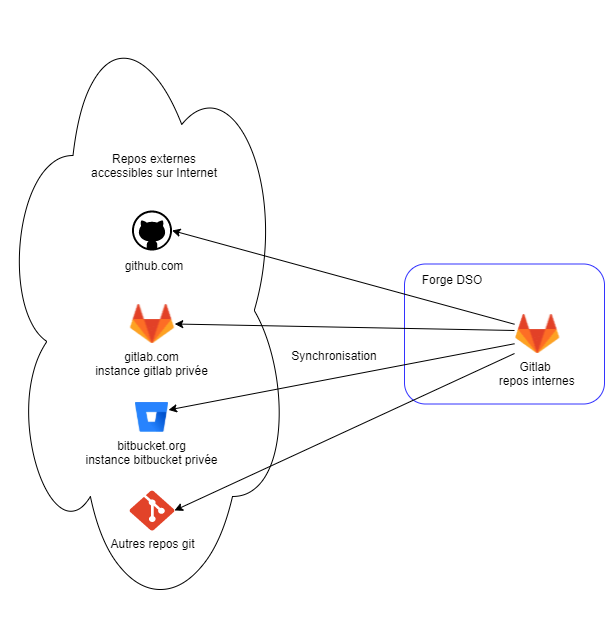 Repos externes
accessibles sur Internet
github.com
gitlab.com
instance gitlab privée
bitbucket.org
instance bitbucket privée
Autres repos git
Synchronisation
Forge DSO
Gitlab
repos internes